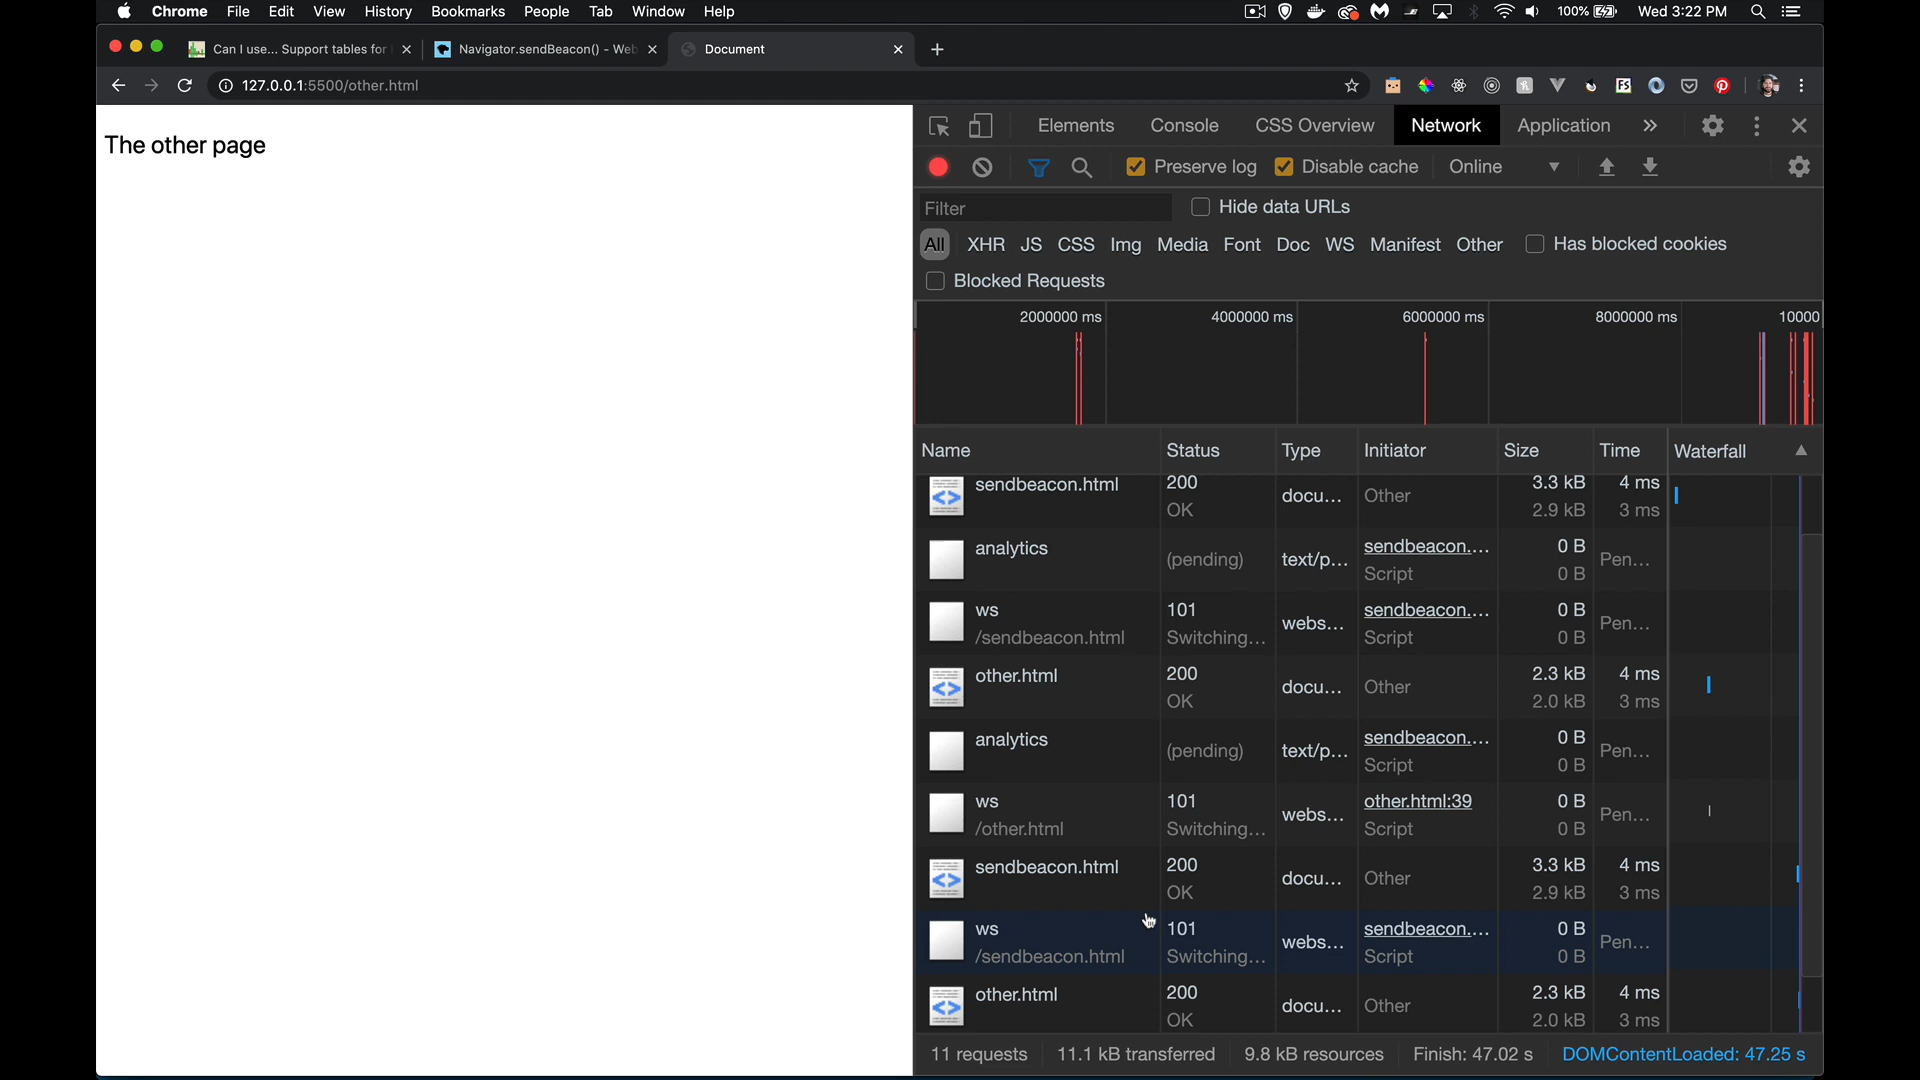 Chrome File Edit View History Bookmarks People Tab Window Help 100% Wed 3:22 PM
Can I use... Support tables for Navigator.sendBeacon() - Web Document
127.0.0.1:5500/other.html
The other page
Elements Console CSS Overview Network Application
Preserve log Disable cache Online
Filter Hide data URLs
All XHR JS CSS Img Media Font Doc WS Manifest Other Has blocked cookies
Blocked Requests
2000000 ms 4000000 ms 6000000 ms 8000000 ms 10000
Name Status Type Initiator Size Time Waterfall
sendbeacon.html 200 OK docu... Other 3.3 kB 2.9 kB 4 ms 3 ms
analytics (pending) text/p... sendbeacon.... Script 0 B 0 B Pen...
ws /sendbeacon.html 101 Switching... webs... sendbeacon.... Script 0 B 0 B Pen...
other.html 200 OK docu... Other 2.3 kB 2.0 kB 4 ms 3 ms
analytics (pending) text/p... sendbeacon.... Script 0 B 0 B Pen...
ws /other.html 101 Switching... webs... other.html:39 Script 0 B 0 B Pen...
sendbeacon.html 200 OK docu... Other 3.3 kB 2.9 kB 4 ms 3 ms
ws /sendbeacon.html 101 Switching... webs... sendbeacon.... Script 0 B 0 B Pen...
other.html 200 OK docu... Other 2.3 kB 2.0 kB 4 ms 3 ms
11 requests 11.1 kB transferred 9.8 kB resources Finish: 47.02 s DOMContentLoaded: 47.25 s